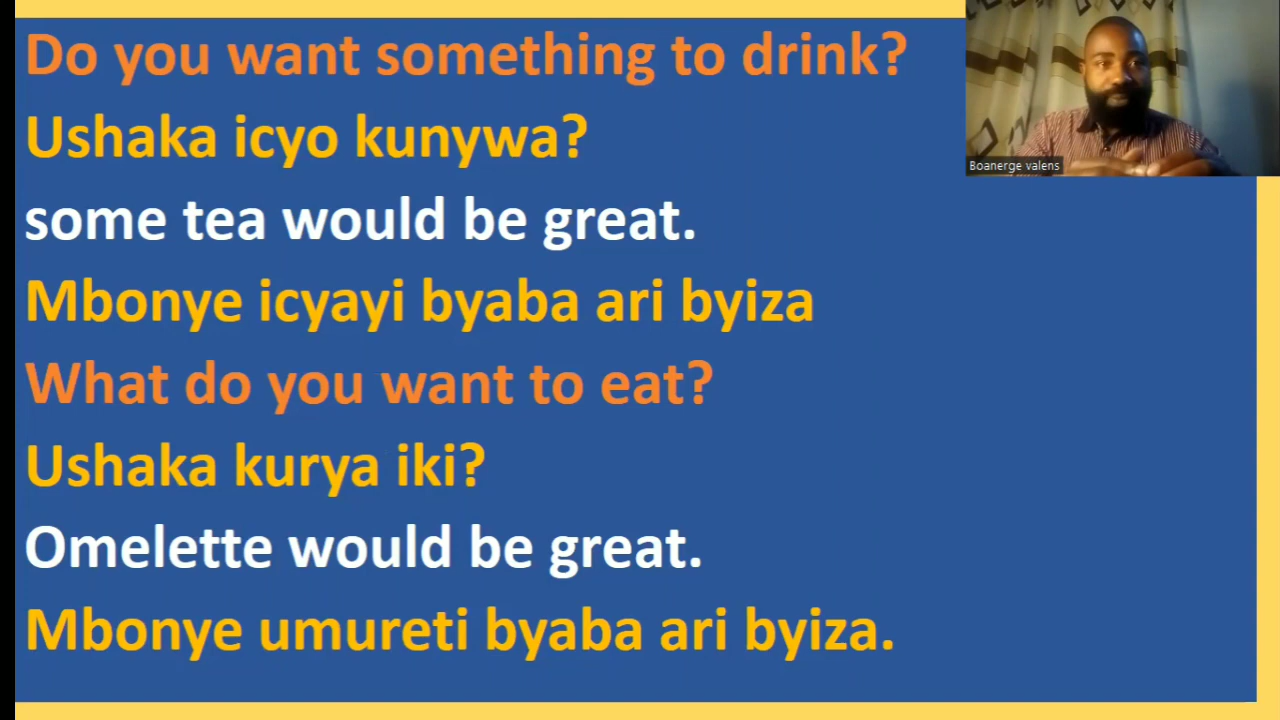 Do you want something to drink?
Ushaka icyo kunywa?
some tea would be great.
Mbonye icyayi byaba ari byiza
What do you want to eat?
Ushaka kurya iki?
Omelette would be great.
Mbonye umureti byaba ari byiza.
Boanerge valens